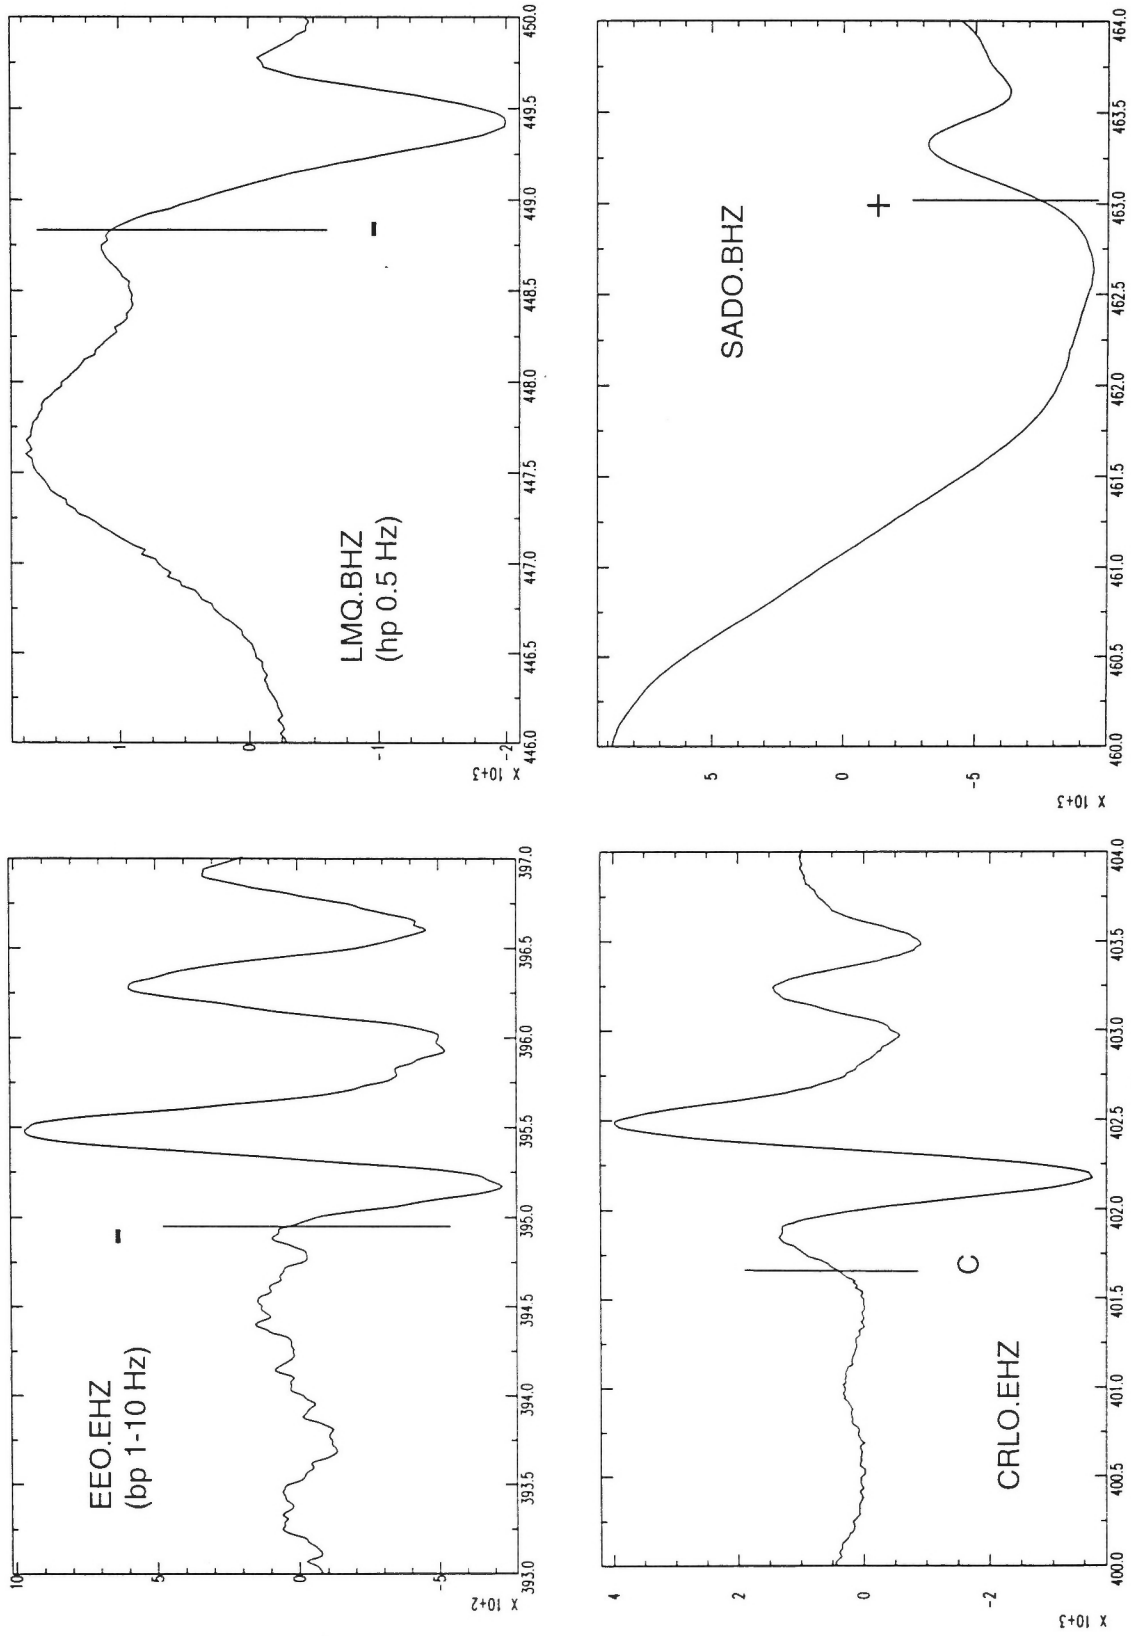 EEO.EHZ
(bp 1-10 Hz)
-
10
5
0
-5
X 10+2
393.0 393.5 394.0 394.5 395.0 395.5 396.0 396.5 397.0
LMQ.BHZ
(hp 0.5 Hz)
-
1
0
-1
-2
X 10+3
446.0 446.5 447.0 447.5 448.0 448.5 449.0 449.5 450.0
CRLO.EHZ
C
4
2
0
-2
X 10+3
400.0 400.5 401.0 401.5 402.0 402.5 403.0 403.5 404.0
SADO.BHZ
+
5
0
-5
X 10+3
460.0 460.5 461.0 461.5 462.0 462.5 463.0 463.5 464.0